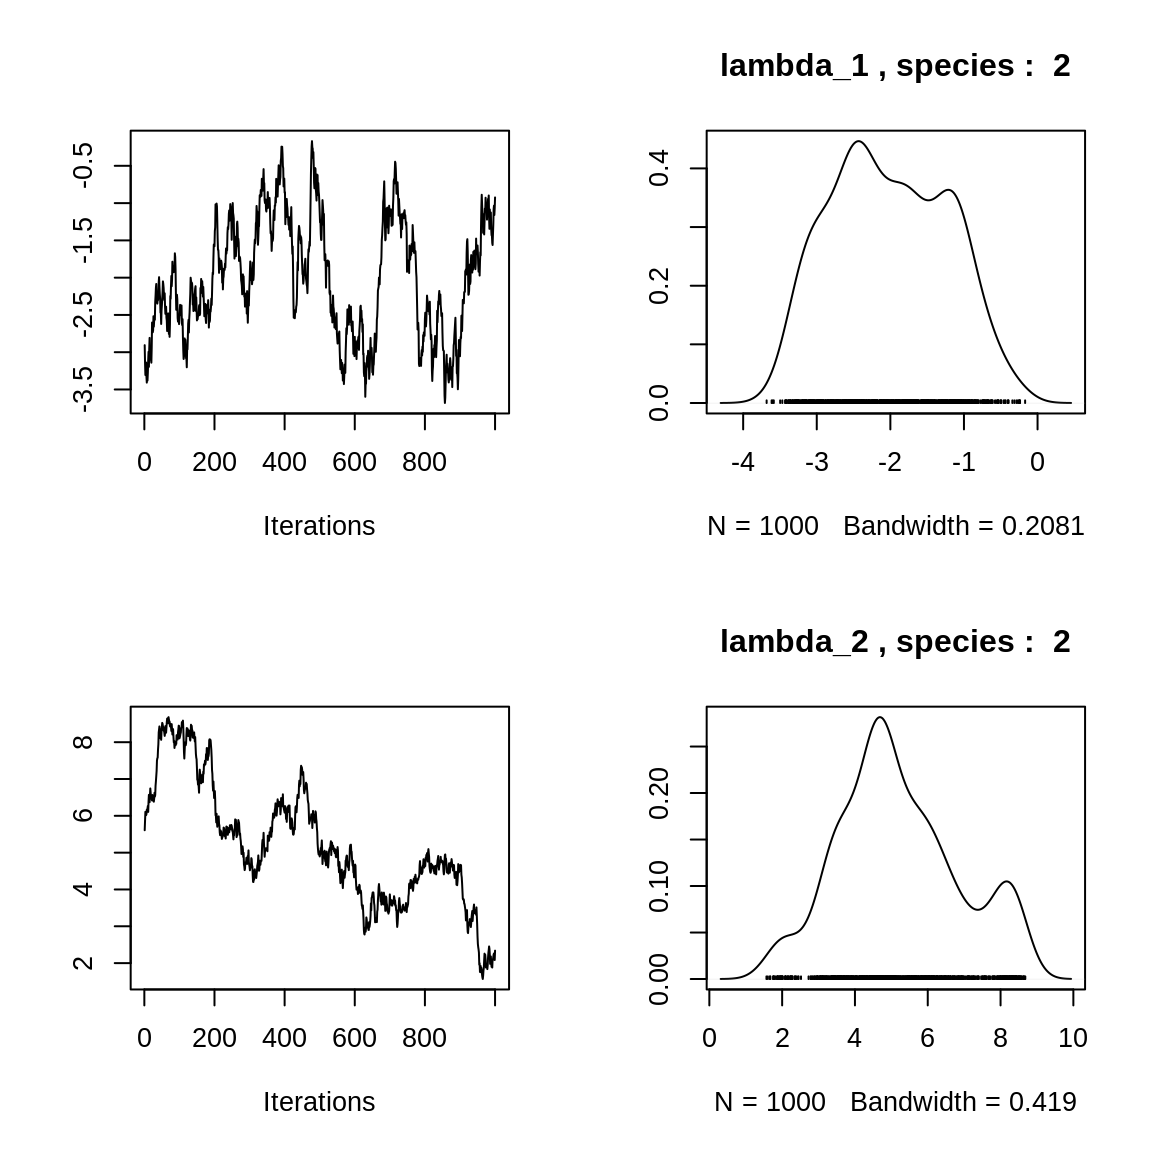 lambda_1 , species :  2
-0.5
-1.5
-2.5
-3.5
0 200 400 600 800
Iterations
0.4
0.2
0.0
-4 -3 -2 -1 0
N = 1000   Bandwidth = 0.2081
lambda_2 , species :  2
8
6
4
2
0 200 400 600 800
Iterations
0.20
0.10
0.00
0 2 4 6 8 10
N = 1000   Bandwidth = 0.419